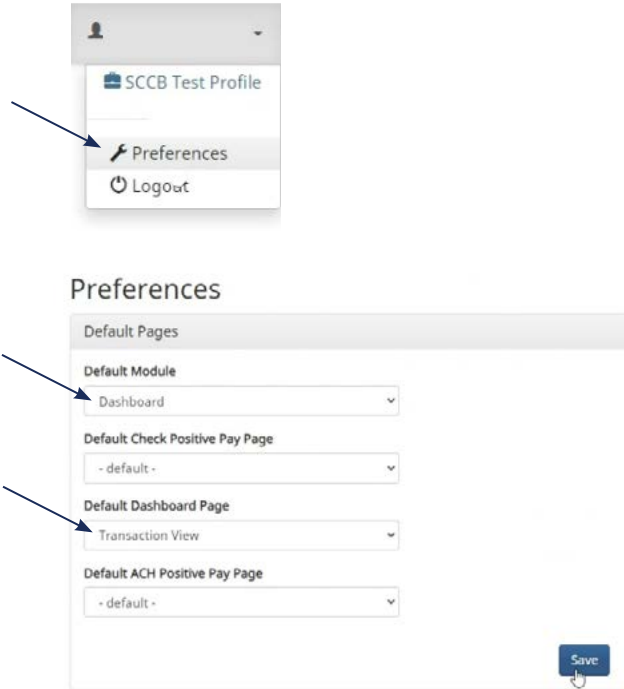 SCCB Test Profile
Preferences
Logout
Preferences
Default Pages
Default Module
Dashboard
Default Check Positive Pay Page
- default -
Default Dashboard Page
Transaction View
Default ACH Positive Pay Page
- default -
Save